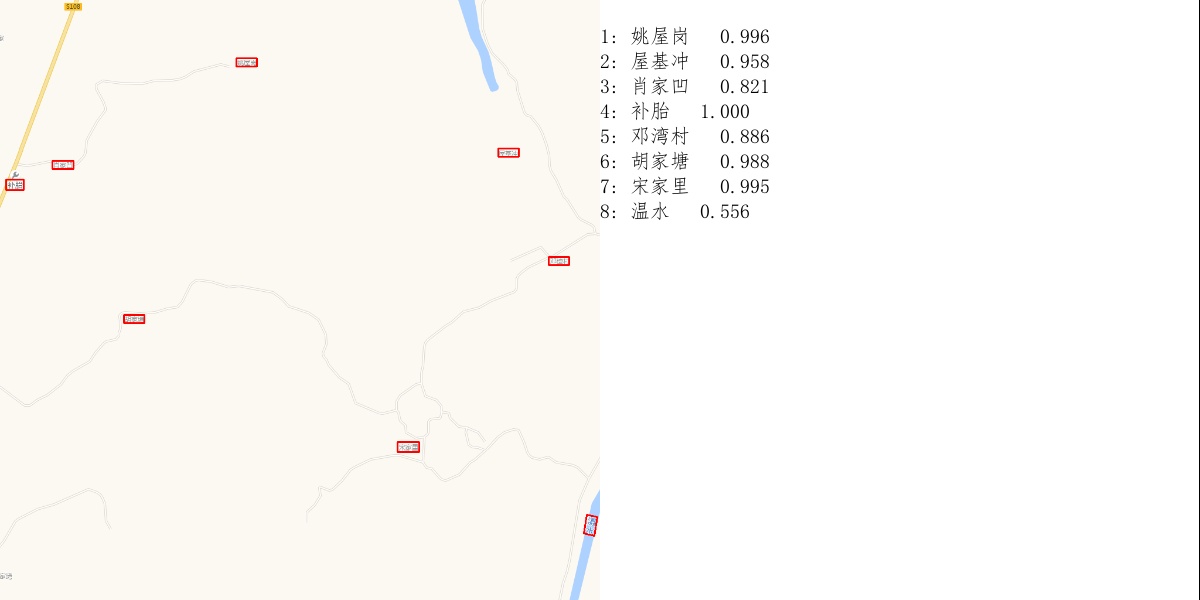 S108
补胎
1: 姚屋岗 0.996
2: 屋基冲 0.958
3: 肖家凹 0.821
4: 补胎 1.000
5: 邓湾村 0.886
6: 胡家塘 0.988
7: 宋家里 0.995
8: 温水 0.556